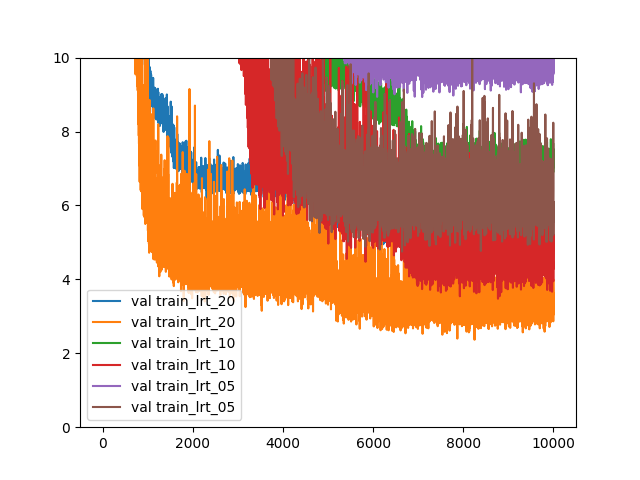 10
8
6
4
2
0
val train_lrt_20
val train_lrt_20
val train_lrt_10
val train_lrt_10
val train_lrt_05
val train_lrt_05
0 2000 4000 6000 8000 10000